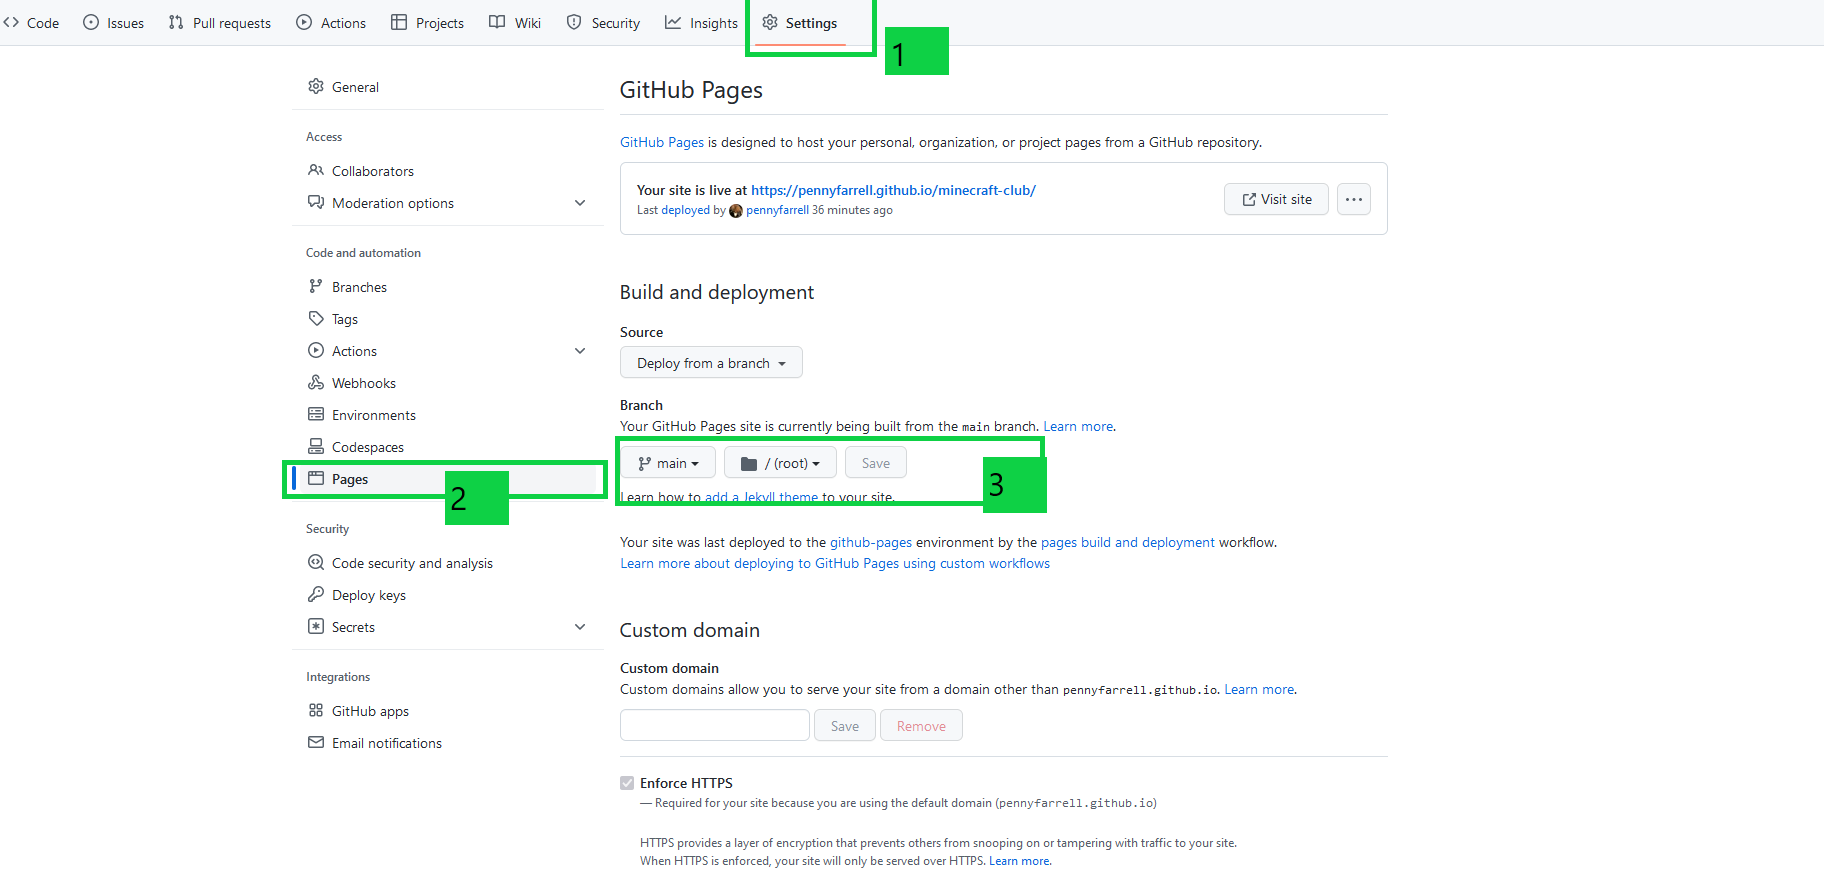 Code Issues Pull requests Actions Projects Wiki Security Insights Settings
1
General
Access
Collaborators
Moderation options
Code and automation
Branches
Tags
Actions
Webhooks
Environments
Codespaces
Pages
2
Security
Code security and analysis
Deploy keys
Secrets
Integrations
GitHub apps
Email notifications
GitHub Pages
GitHub Pages is designed to host your personal, organization, or project pages from a GitHub repository.
Your site is live at https://pennyfarrell.github.io/minecraft-club/
Last deployed by pennyfarrell 36 minutes ago
Visit site
Build and deployment
Source
Deploy from a branch
Branch
Your GitHub Pages site is currently being built from the main branch. Learn more.
main / (root) Save
3
Learn how to add a Jekyll theme to your site.
Your site was last deployed to the github-pages environment by the pages build and deployment workflow.
Learn more about deploying to GitHub Pages using custom workflows
Custom domain
Custom domain
Custom domains allow you to serve your site from a domain other than pennyfarrell.github.io. Learn more.
Save Remove
Enforce HTTPS
— Required for your site because you are using the default domain (pennyfarrell.github.io)
HTTPS provides a layer of encryption that prevents others from snooping on or tampering with traffic to your site.
When HTTPS is enforced, your site will only be served over HTTPS. Learn more.